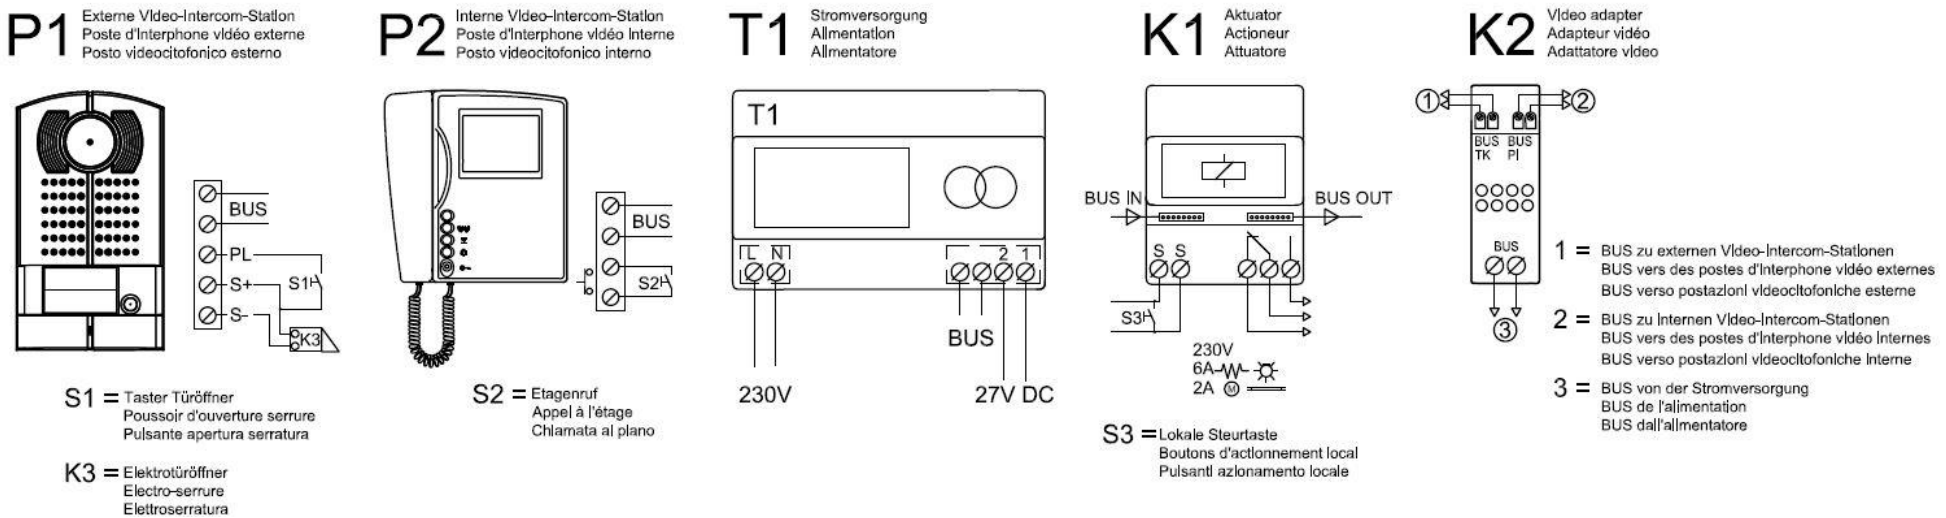 P1
Externe Video-Intercom-Station
Poste d'Interphone vidéo externe
Posto videocitofonico esterno
BUS
PL
S+
S-
S1
K3
S1 = Taster Türöffner
Poussoir d'ouverture serrure
Pulsante apertura serratura
K3 = Elektrotüröffner
Electro-serrure
Elettroserratura
P2
Interne Video-Intercom-Station
Poste d'Interphone vidéo Interne
Posto videocitofonico interno
BUS
S2
S2 = Etagenruf
Appel à l'étage
Chiamata al piano
T1
Stromversorgung
Alimentation
Alimentatore
T1
L N
2 1
BUS
230V
27V DC
K1
Aktuator
Actioneur
Attuatore
BUS IN
BUS OUT
S S
S3
230V
6A
2A M
S3 = Lokale Steurtaste
Boutons d'actionnement local
Pulsanti azionamento locale
K2
Video adapter
Adapteur vidéo
Adattatore video
1
2
BUS BUS
TK PI
BUS
3
1 = BUS zu externen Video-Intercom-Stationen
BUS vers des postes d'Interphone vidéo externes
BUS verso postazioni videocitofoniche esterne
2 = BUS zu Internen Video-Intercom-Stationen
BUS vers des postes d'Interphone vidéo Internes
BUS verso postazioni videocitofoniche Interne
3 = BUS von der Stromversorgung
BUS de l'alimentation
BUS dall'alimentatore